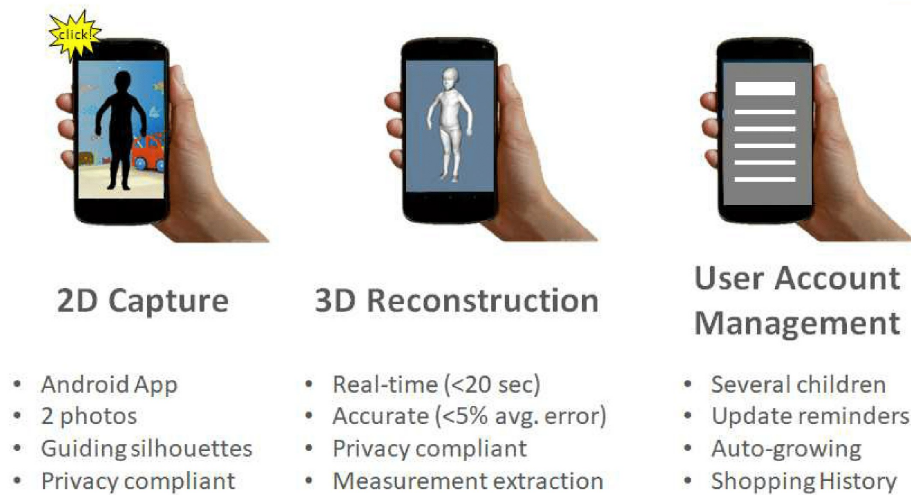 click!
2D Capture
• Android App
• 2 photos
• Guiding silhouettes
• Privacy compliant
3D Reconstruction
• Real-time (<20 sec)
• Accurate (<5% avg. error)
• Privacy compliant
• Measurement extraction
User Account
Management
• Several children
• Update reminders
• Auto-growing
• Shopping History